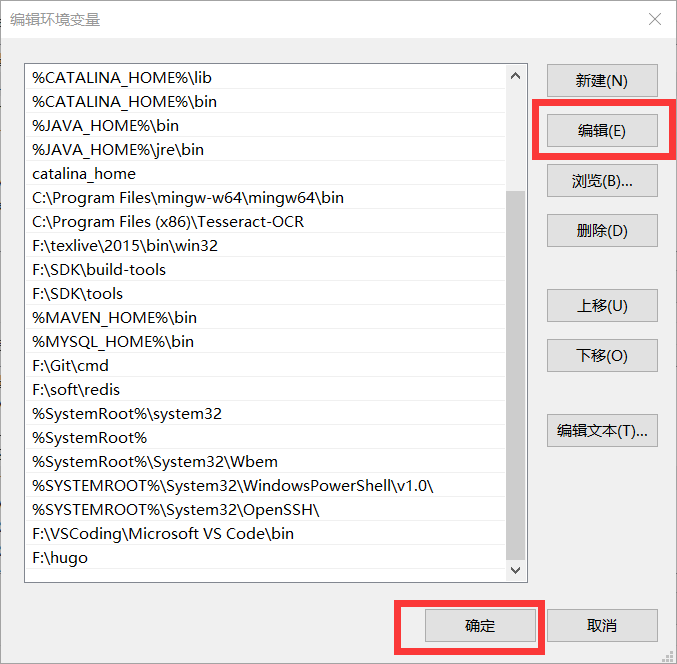 编辑环境变量
%CATALINA_HOME%\lib
%CATALINA_HOME%\bin
%JAVA_HOME%\bin
%JAVA_HOME%\jre\bin
catalina_home
C:\Program Files\mingw-w64\mingw64\bin
C:\Program Files (x86)\Tesseract-OCR
F:\texlive\2015\bin\win32
F:\SDK\build-tools
F:\SDK\tools
%MAVEN_HOME%\bin
%MYSQL_HOME%\bin
F:\Git\cmd
F:\soft\redis
%SystemRoot%\system32
%SystemRoot%
%SystemRoot%\System32\Wbem
%SYSTEMROOT%\System32\WindowsPowerShell\v1.0\
%SYSTEMROOT%\System32\OpenSSH\
F:\VSCoding\Microsoft VS Code\bin
F:\hugo
新建(N)
编辑(E)
浏览(B)...
删除(D)
上移(U)
下移(O)
编辑文本(T)...
确定
取消